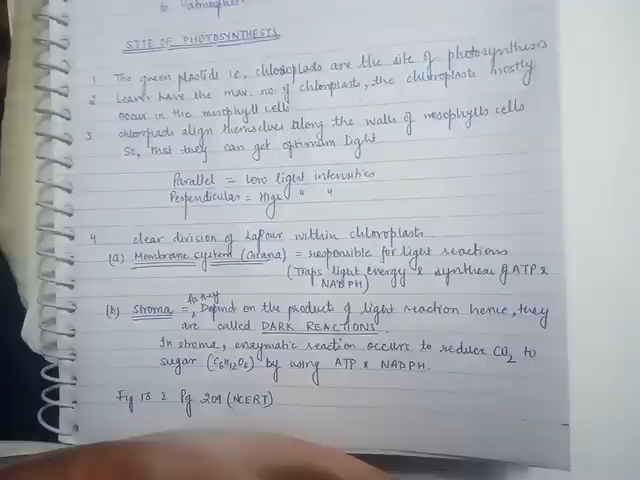 SITE OF PHOTOSYNTHESIS
1 The green plastids i.e, chloroplasts are the site of photosynthesis
2 Leaves have the max. no. of chloroplasts, the chloroplasts mostly
occur in the mesophyll cells
3 chloroplasts align themselves along the walls of mesophylls cells
So, that they can get optimum light
Parallel = low light intensities
Perpendicular = High " "
4 clear division of Labour within chloroplasts
(a) Membrane system (Grana) = responsible for light reactions
(Traps light energy & syntheses of ATP &
NADPH)
(b) Stroma = As they Depend on the product of light reaction hence, they
are called DARK REACTIONS.
In stroma, enzymatic reaction occurs to reduce CO2 to
sugar (C6H12O6) by using ATP & NADPH.
Fig 13.2 Pg 209 (NCERT)